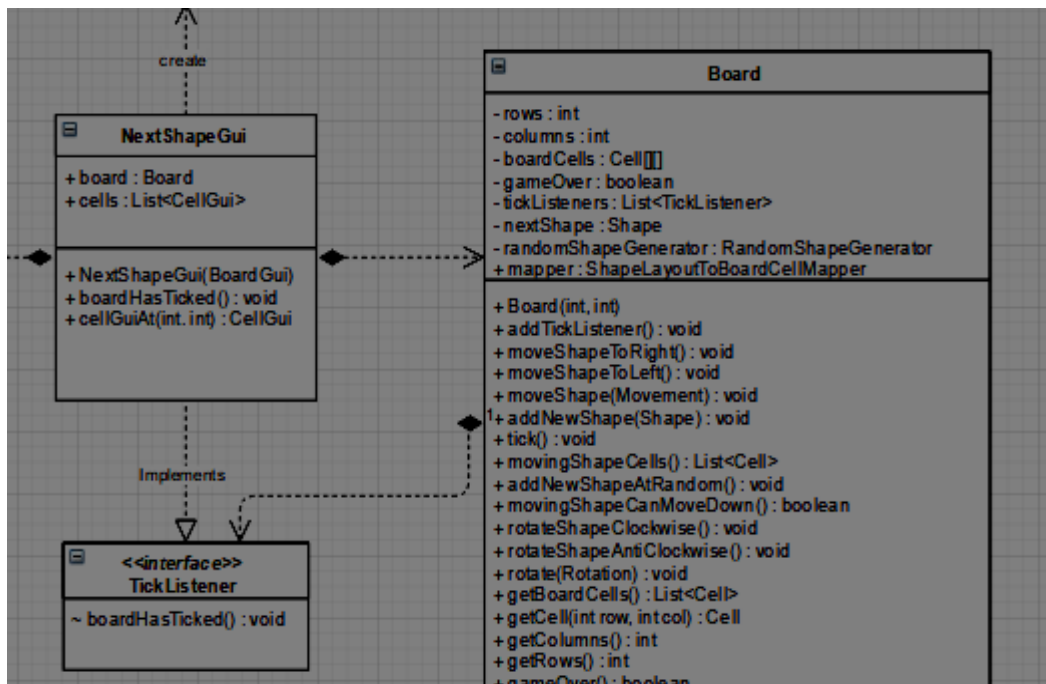 create
NextShapeGui
+ board : Board
+ cells : List<CellGui>
+ NextShapeGui(BoardGui)
+ boardHasTicked() : void
+ cellGuiAt(int. int) : CellGui
Implements
<<interface>>
TickListener
~ boardHasTicked() : void
Board
- rows : int
- columns : int
- boardCells : Cell[][]
- gameOver : boolean
- tickListeners : List<TickListener>
- nextShape : Shape
- randomShapeGenerator : RandomShapeGenerator
+ mapper : ShapeLayoutToBoardCellMapper
+ Board(int, int)
+ addTickListener() : void
+ moveShapeToRight() : void
+ moveShapeToLeft() : void
+ moveShape(Movement) : void
1
+ addNewShape(Shape) : void
+ tick() : void
+ movingShapeCells() : List<Cell>
+ addNewShapeAtRandom() : void
+ movingShapeCanMoveDown() : boolean
+ rotateShapeClockwise() : void
+ rotateShapeAntiClockwise() : void
+ rotate(Rotation) : void
+ getBoardCells() : List<Cell>
+ getCell(int row, int col) : Cell
+ getColumns() : int
+ getRows() : int
+ gameOver() : boolean